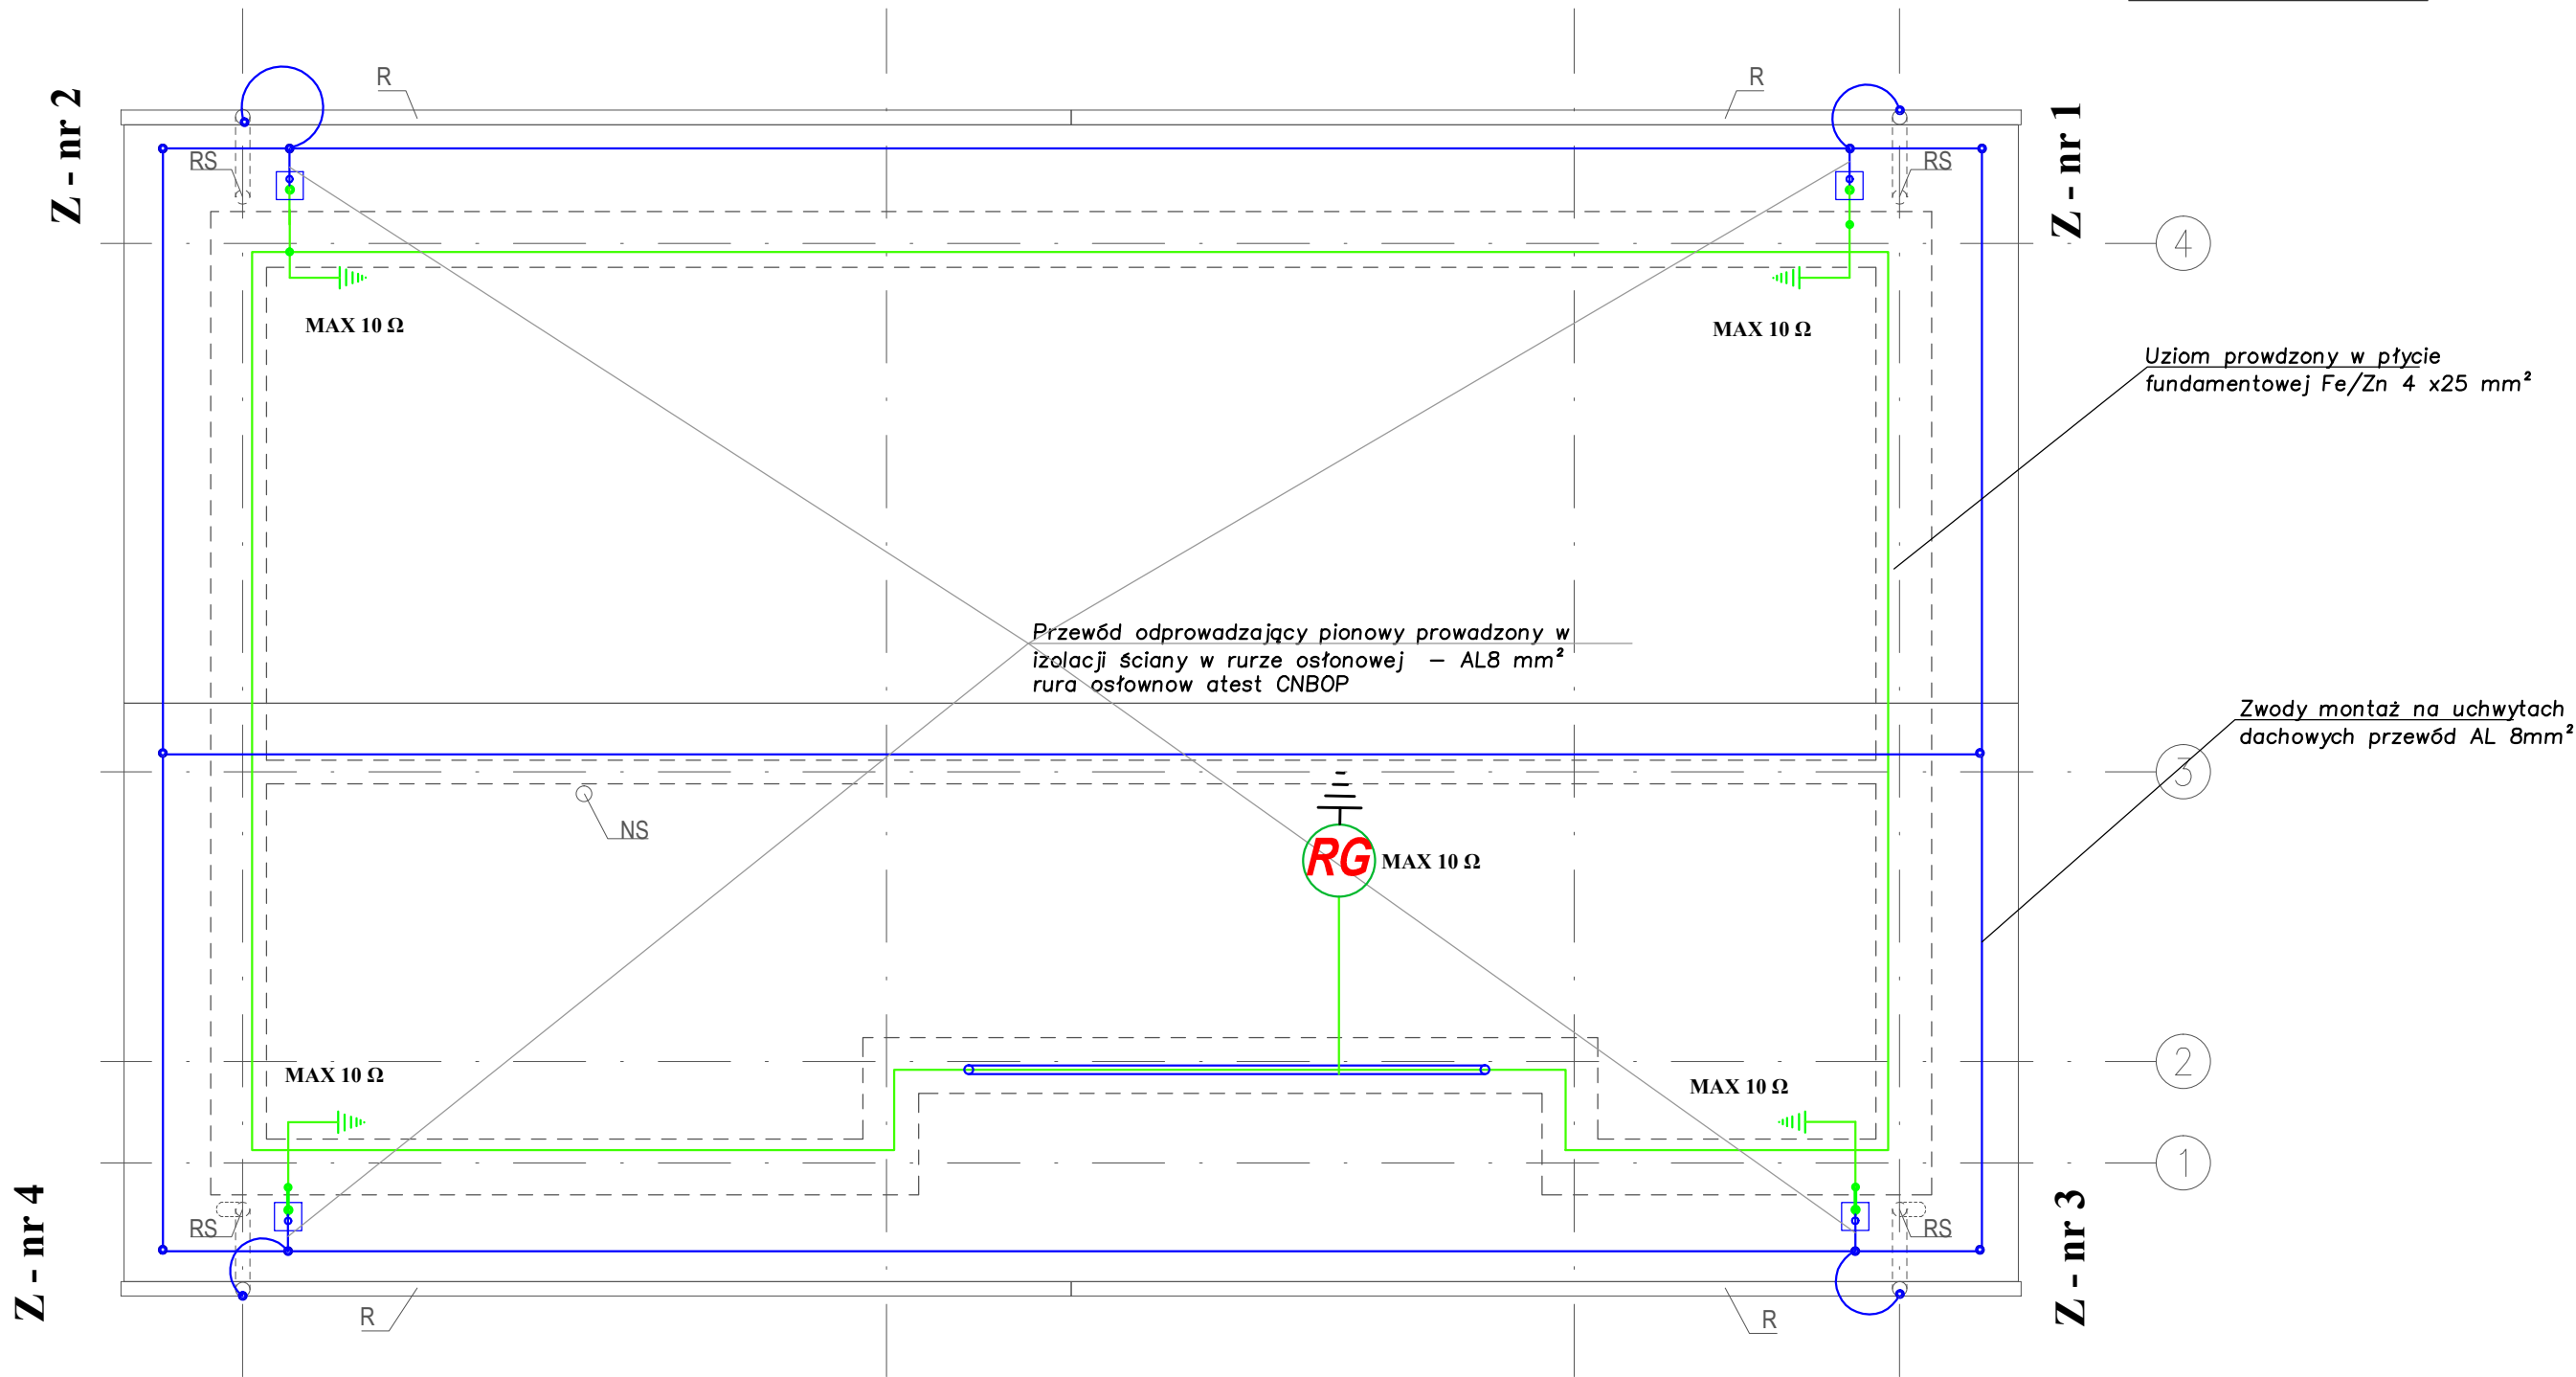 R
R
Z - nr 2
Z - nr 1
RS
RS
4
MAX 10 Ω
MAX 10 Ω
Uziom prowdzony w płycie
fundamentowej Fe/Zn 4 x25 mm²
Przewód odprowadzający pionowy prowadzony w
izolacji ściany w rurze osłonowej – AL8 mm²
rura osłownow atest CNBOP
Zwody montaż na uchwytach
dachowych przewód AL 8mm²
3
NS
RG
MAX 10 Ω
2
MAX 10 Ω
MAX 10 Ω
1
Z - nr 4
Z - nr 3
RS
RS
R
R